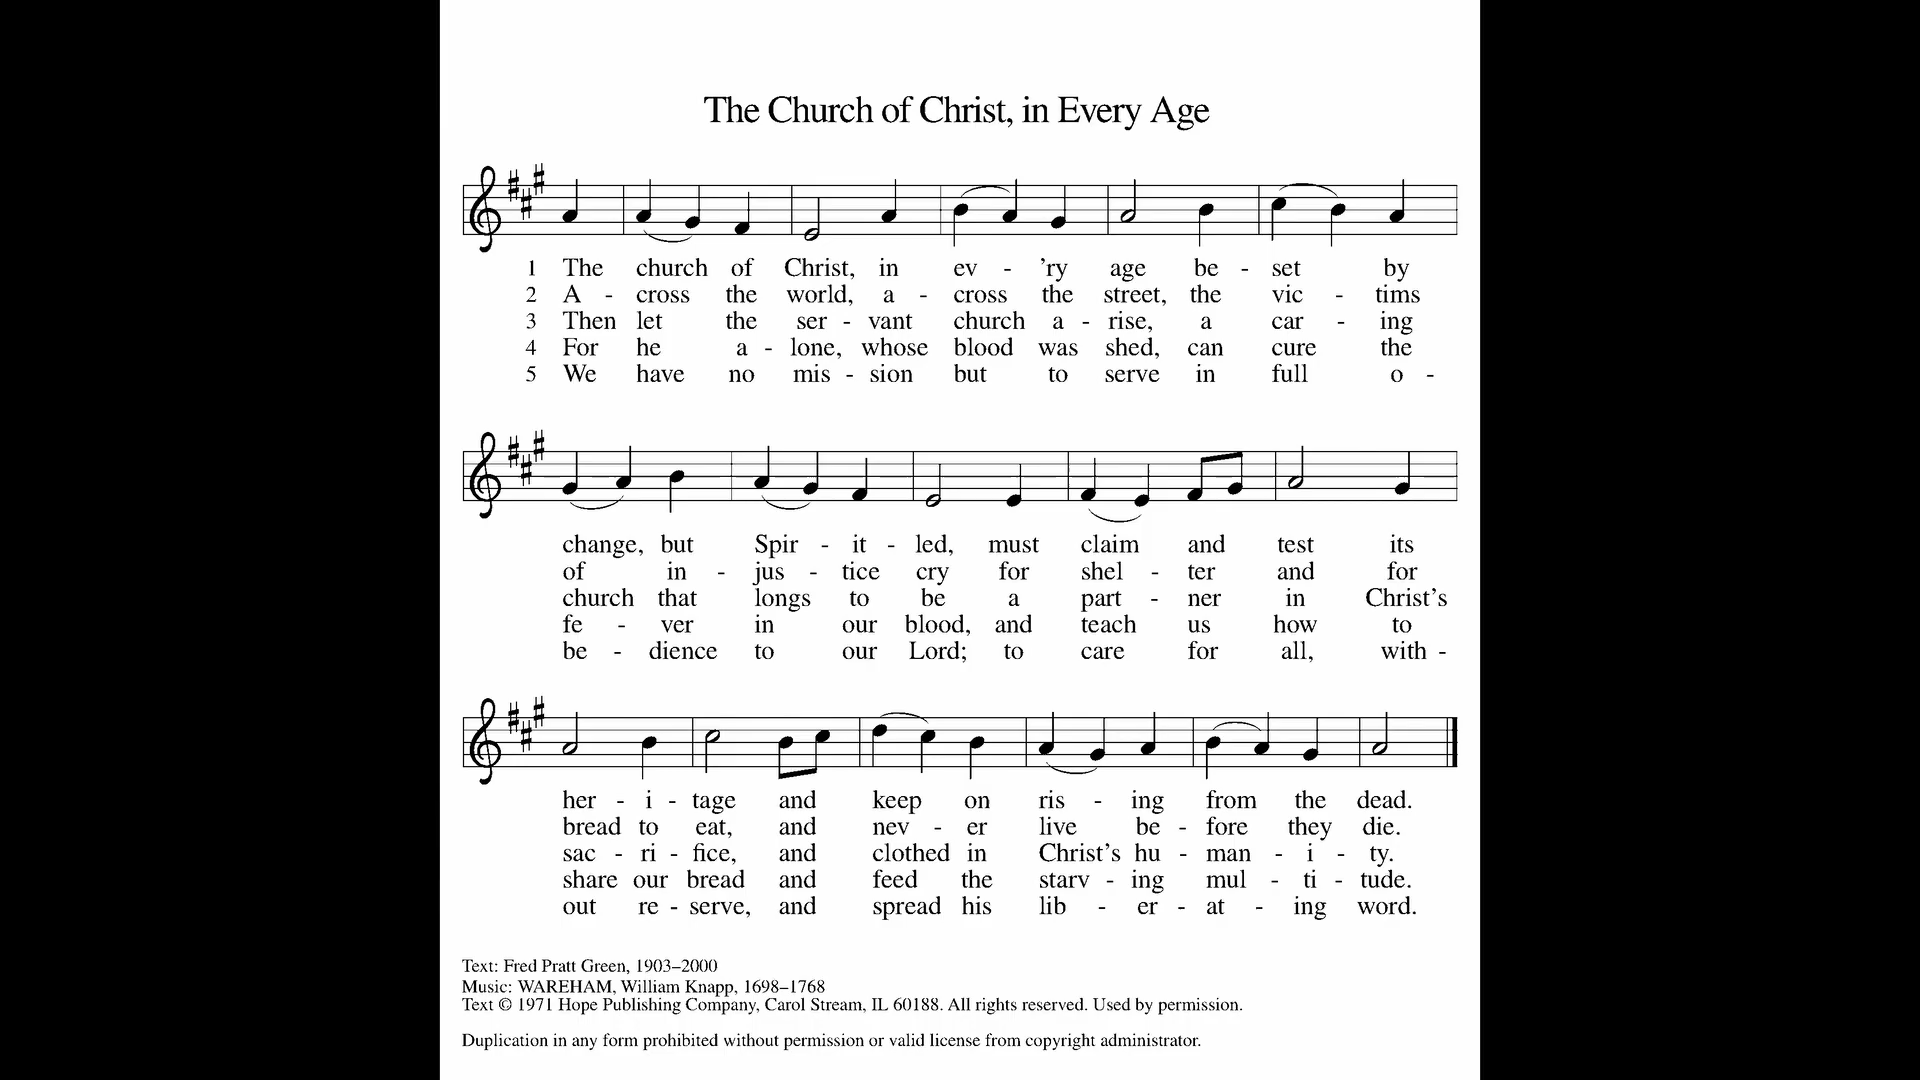 The Church of Christ, in Every Age
1 The church of Christ, in ev - 'ry age be - set by
2 A - cross the world, a - cross the street, the vic - tims
3 Then let the ser - vant church a - rise, a car - ing
4 For he a - lone, whose blood was shed, can cure the
5 We have no mis - sion but to serve in full o -
change, but Spir - it - led, must claim and test its
of in - jus - tice cry for shel - ter and for
church that longs to be a part - ner in Christ's
fe - ver in our blood, and teach us how to
be - dience to our Lord; to care for all, with -
her - i - tage and keep on ris - ing from the dead.
bread to eat, and nev - er live be - fore they die.
sac - ri - fice, and clothed in Christ's hu - man - i - ty.
share our bread and feed the starv - ing mul - ti - tude.
out re - serve, and spread his lib - er - at - ing word.
Text: Fred Pratt Green, 1903–2000
Music: WAREHAM, William Knapp, 1698–1768
Text © 1971 Hope Publishing Company, Carol Stream, IL 60188. All rights reserved. Used by permission.
Duplication in any form prohibited without permission or valid license from copyright administrator.